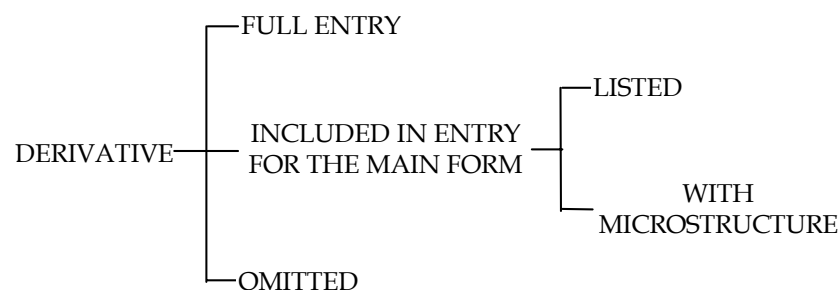 FULL ENTRY
LISTED
INCLUDED IN ENTRY
DERIVATIVE
FOR THE MAIN FORM
WITH
MICROSTRUCTURE
OMITTED